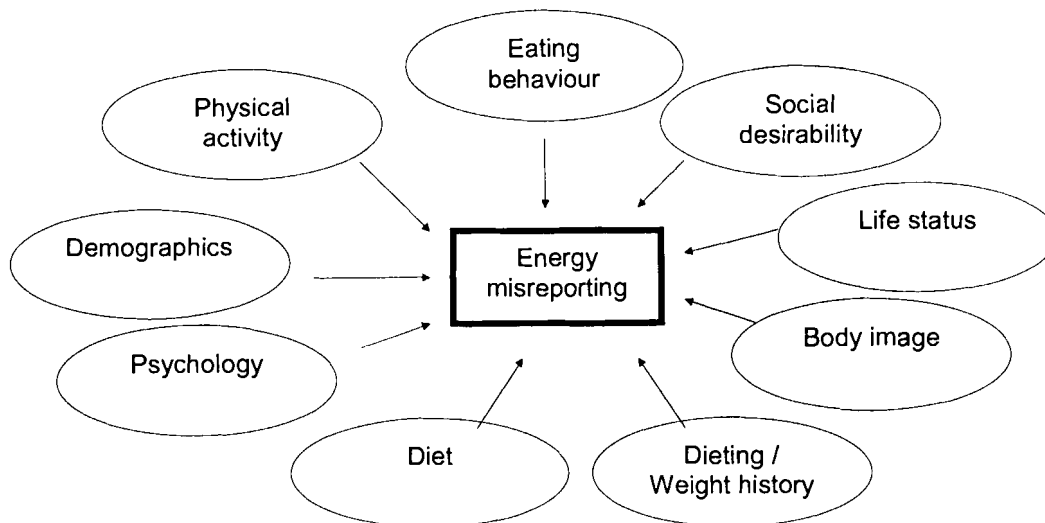 Eating
behaviour
Physical
activity
Social
desirability
Life status
Demographics
Energy
misreporting
Body image
Psychology
Diet
Dieting /
Weight history